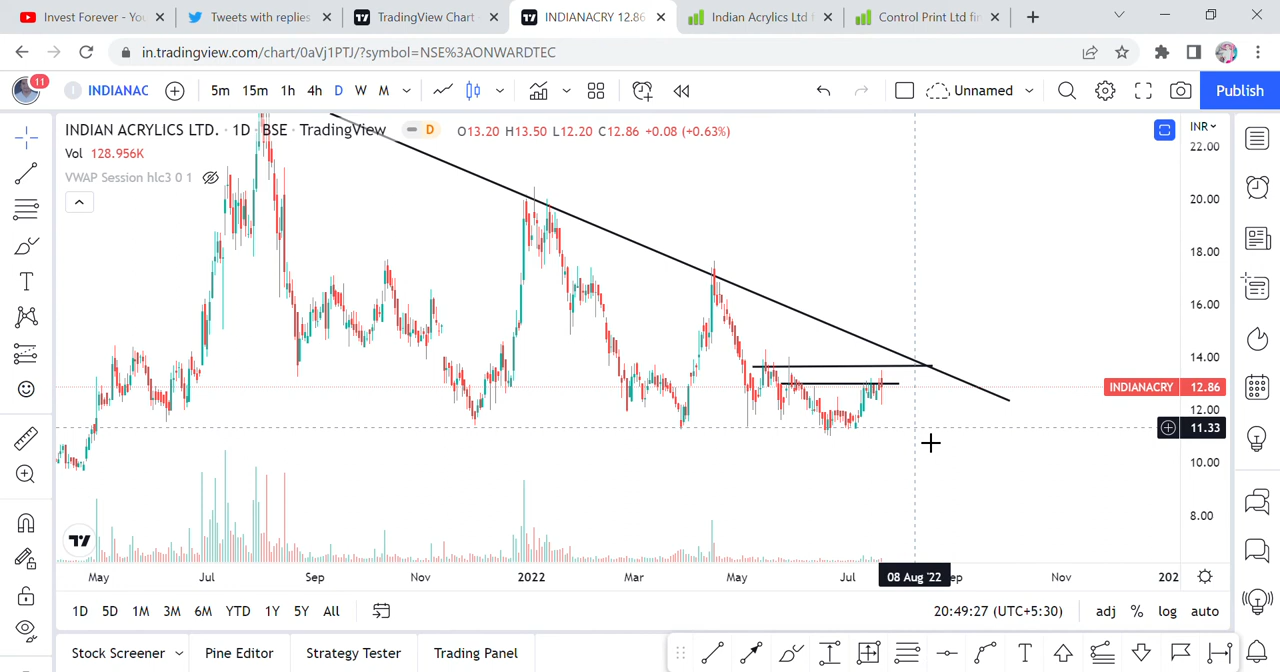 Invest Forever - You
Tweets with replies
TradingView Chart
INDIANACRY 12.86
Indian Acrylics Ltd f
Control Print Ltd fin
in.tradingview.com/chart/0aVj1PTJ/?symbol=NSE%3AONWARDTEC
11
INDIANAC
5m 15m 1h 4h D W M
Unnamed
Publish
INDIAN ACRYLICS LTD. · 1D · BSE · TradingView
D
O13.20 H13.50 L12.20 C12.86 +0.08 (+0.63%)
INR
Vol 128.956K
VWAP Session hlc3 0 1
22.00
20.00
18.00
16.00
14.00
INDIANACRY 12.86
12.00
11.33
10.00
8.00
May Jul Sep Nov 2022 Mar May Jul 08 Aug '22 ep Nov 202
1D 5D 1M 3M 6M YTD 1Y 5Y All
20:49:27 (UTC+5:30)
adj % log auto
Stock Screener
Pine Editor
Strategy Tester
Trading Panel